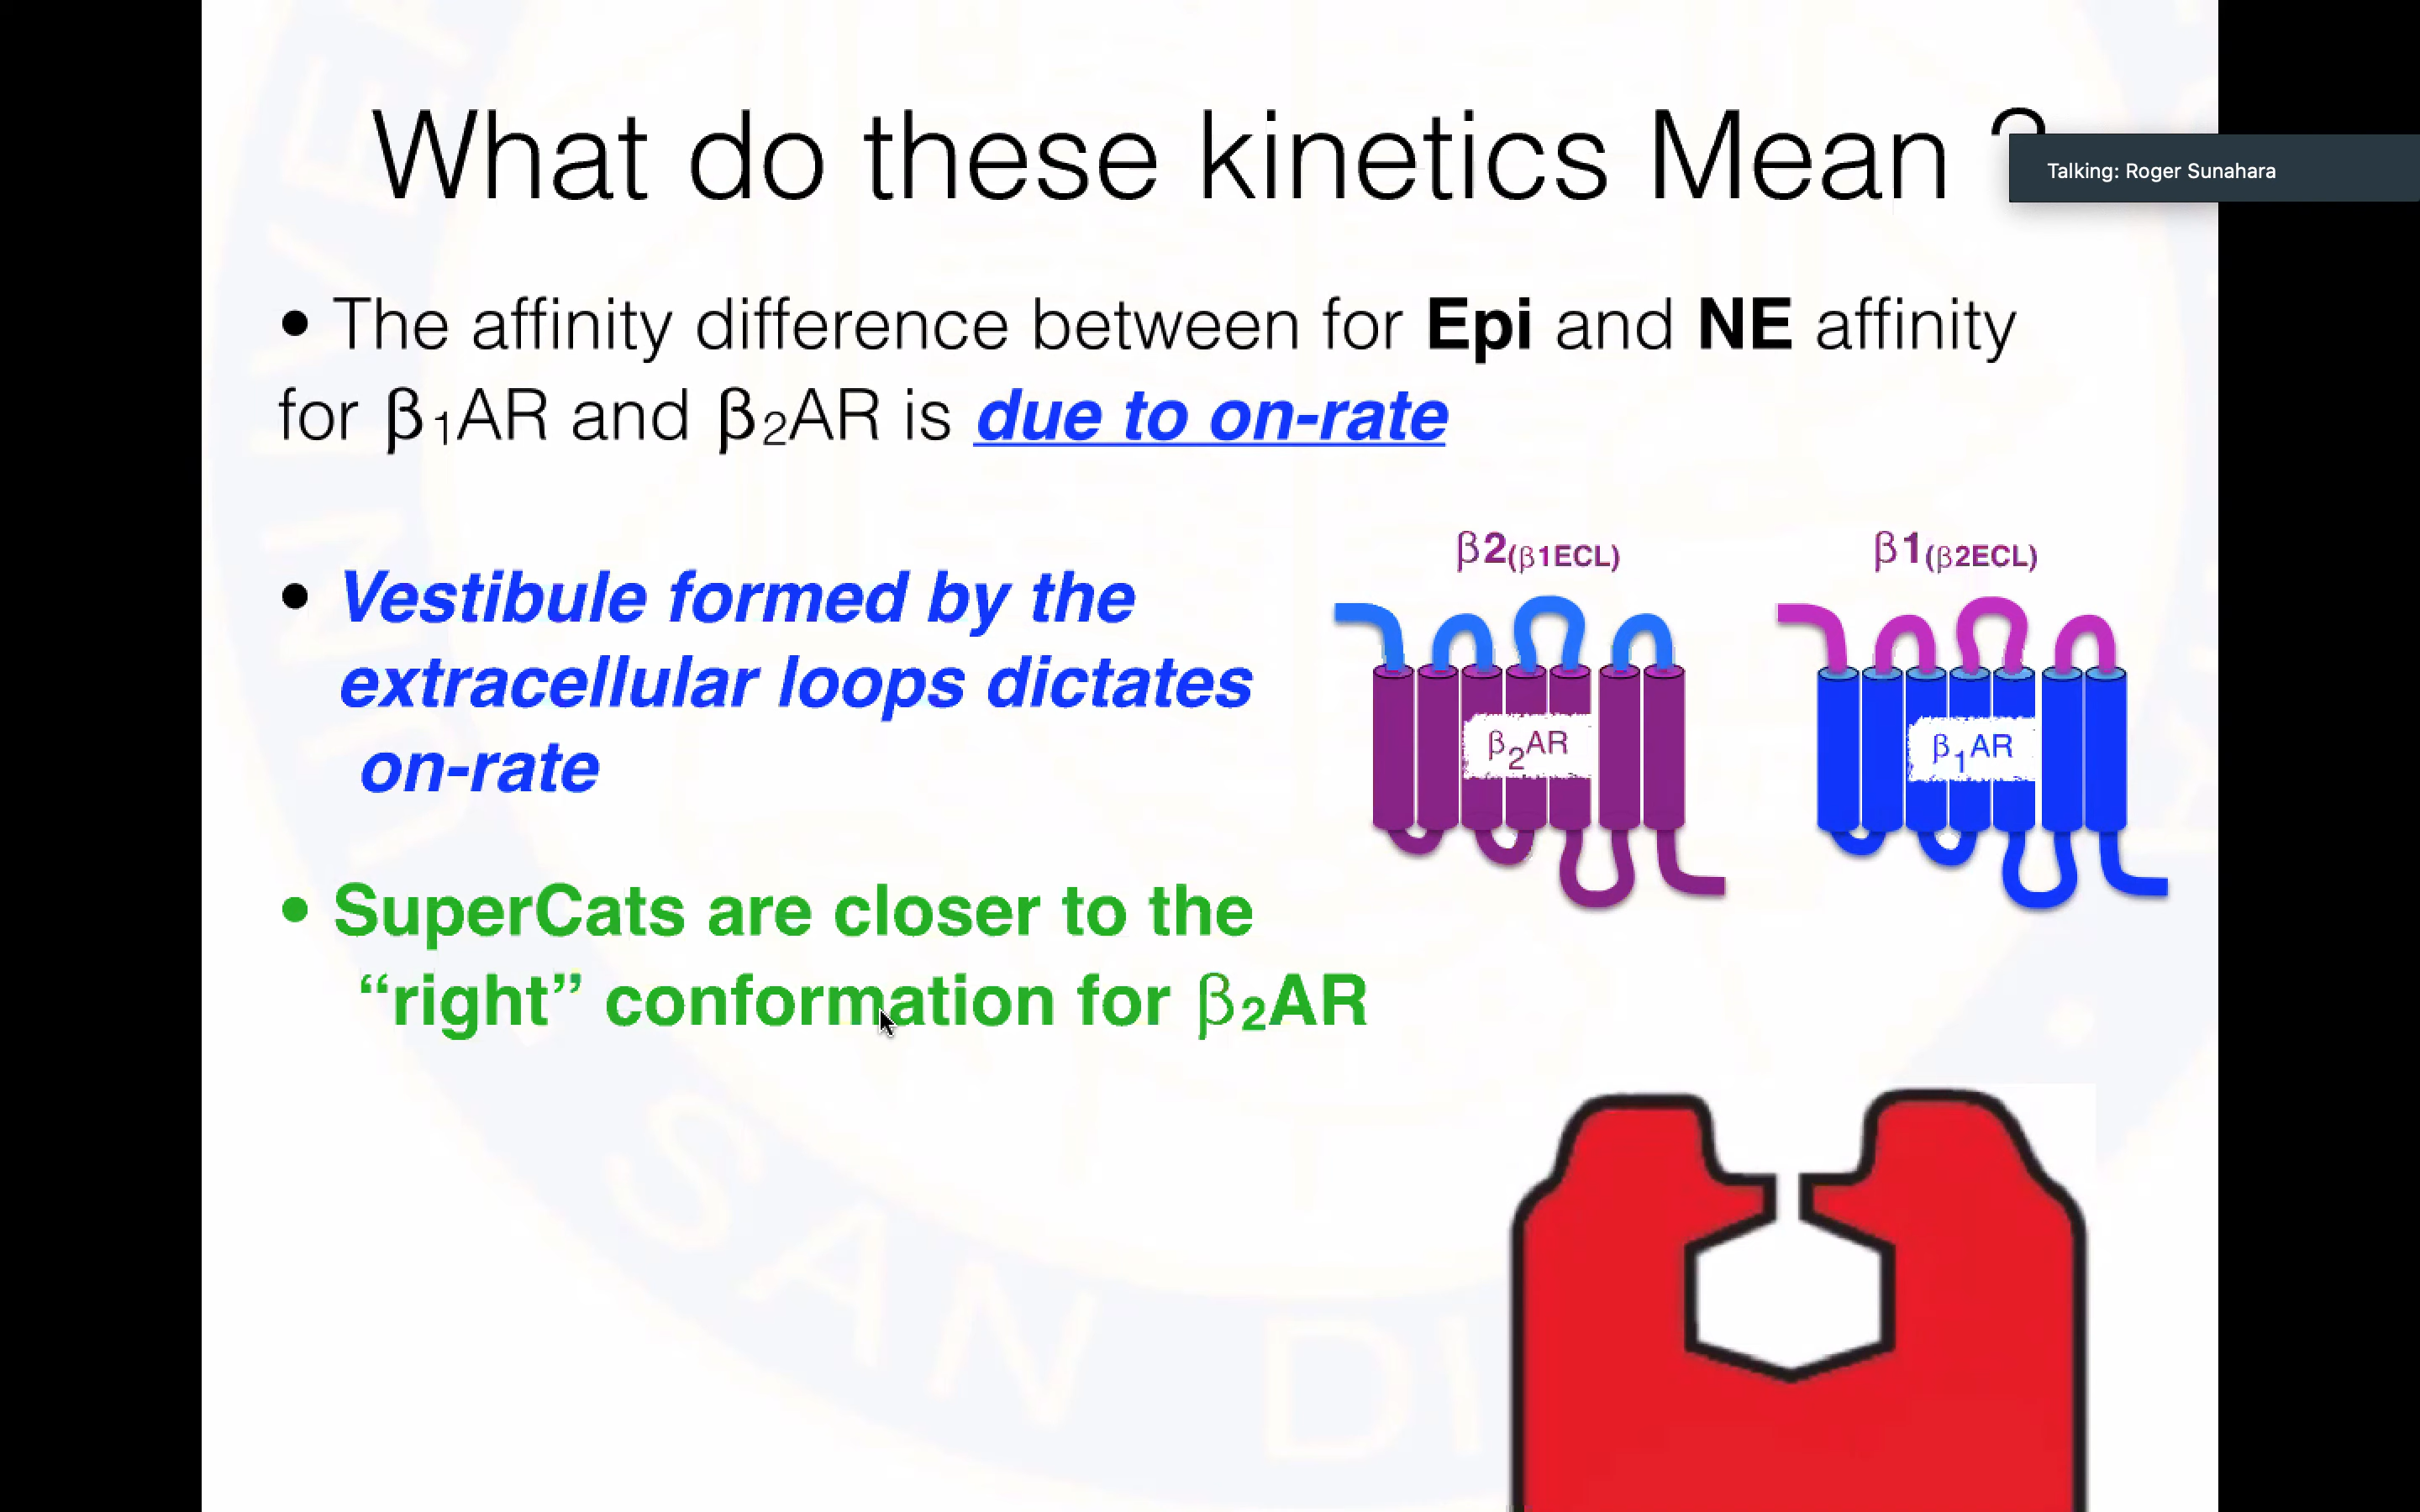 What do these kinetics Mean ?
Talking: Roger Sunahara
• The affinity difference between for Epi and NE affinity
for β₁AR and β₂AR is due to on-rate
• Vestibule formed by the
extracellular loops dictates
on-rate
β2(β1ECL)
β1(β2ECL)
β₂AR
β₁AR
• SuperCats are closer to the
“right” conformation for β₂AR
SAN DI